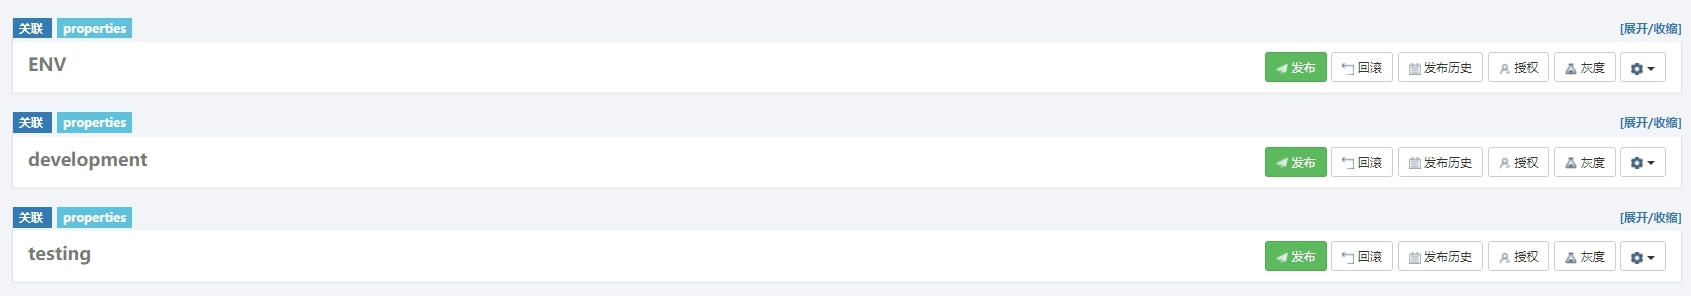 关联 properties [展开/收缩]
ENV 发布 回滚 发布历史 授权 灰度
关联 properties [展开/收缩]
development 发布 回滚 发布历史 授权 灰度
关联 properties [展开/收缩]
testing 发布 回滚 发布历史 授权 灰度